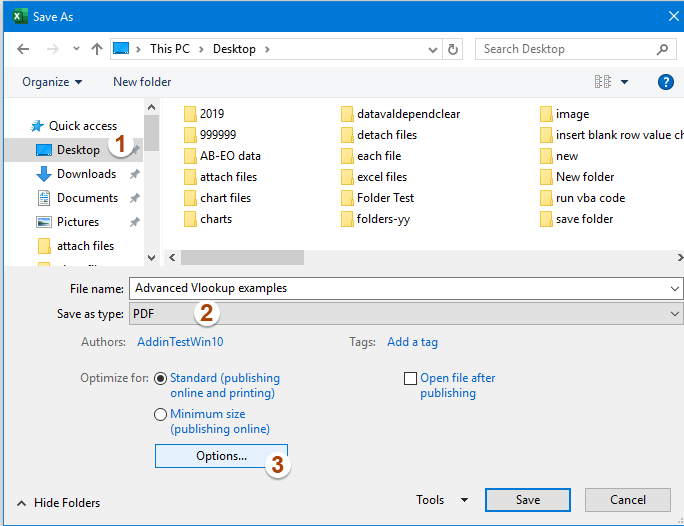 Save As
This PC > Desktop >
Search Desktop
Organize
New folder
?
Quick access
Desktop
1
Downloads
Documents
Pictures
attach files
2019
999999
AB-EO data
attach files
chart files
charts
datavaldependclear
detach files
each file
excel files
Folder Test
folders-yy
image
insert blank row value ch
new
New folder
run vba code
save folder
File name: Advanced Vlookup examples
Save as type: PDF
2
Authors: AddinTestWin10
Tags: Add a tag
Optimize for: Standard (publishing
online and printing)
Minimum size
(publishing online)
Open file after
publishing
Options...
3
Hide Folders
Tools
Save
Cancel